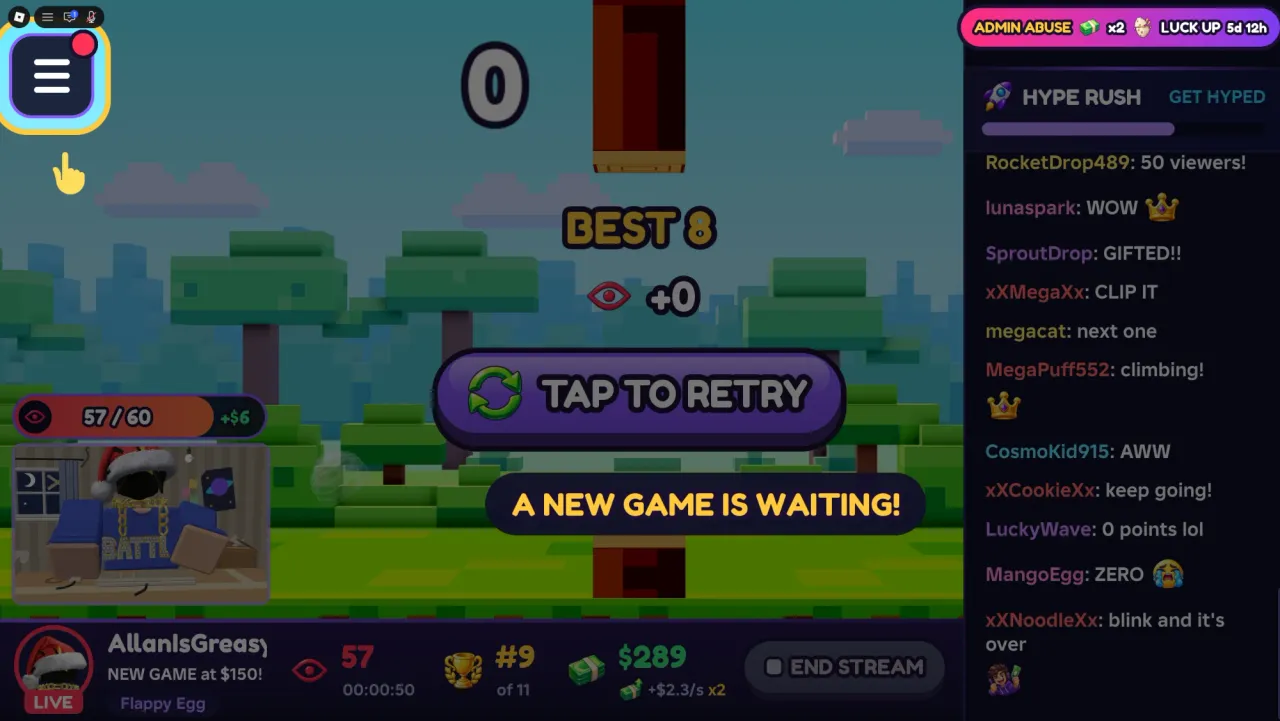 ADMIN ABUSE x2 LUCK UP 5d 12h
0
HYPE RUSH GET HYPED
BEST 8
+0
TAP TO RETRY
A NEW GAME IS WAITING!
57 / 60 +$6
BATTL
RocketDrop489: 50 viewers!
lunaspark: WOW
SproutDrop: GIFTED!!
xXMegaXx: CLIP IT
megacat: next one
MegaPuff552: climbing!
CosmoKid915: AWW
xXCookieXx: keep going!
LuckyWave: 0 points lol
MangoEgg: ZERO
xXNoodleXx: blink and it's
over
LIVE
AllanIsGreasy
NEW GAME at $150!
Flappy Egg
57
00:00:50
#9
of 11
$289
+$2.3/s x2
END STREAM